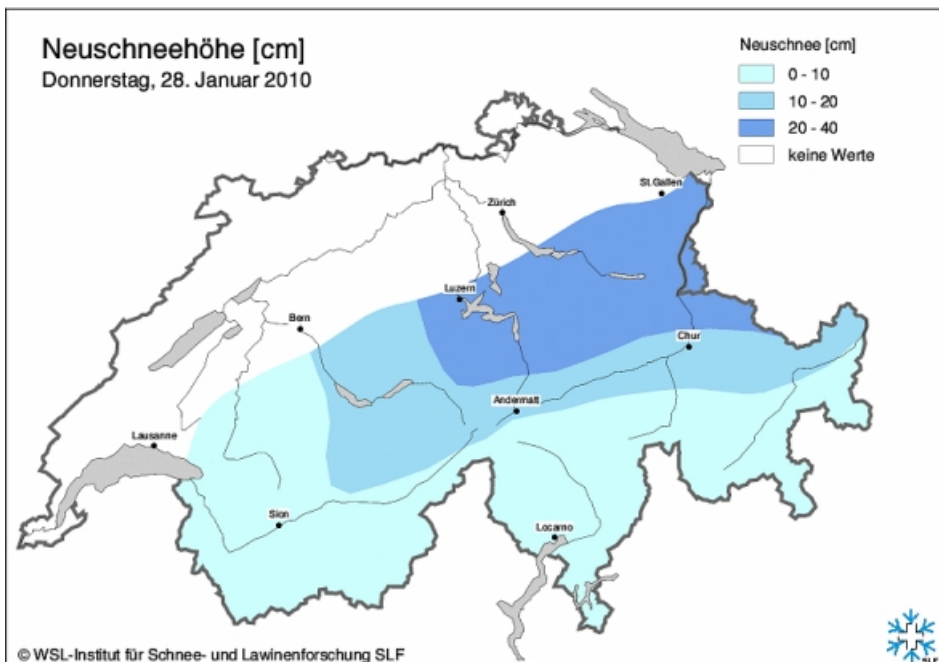 Neuschneehöhe [cm]
Donnerstag, 28. Januar 2010
Neuschnee [cm]
0 - 10
10 - 20
20 - 40
keine Werte
St.Gallen
Zürich
Luzern
Bern
Chur
Andermatt
Lausanne
Sion
Locarno
© WSL-Institut für Schnee- und Lawinenforschung SLF
SLF